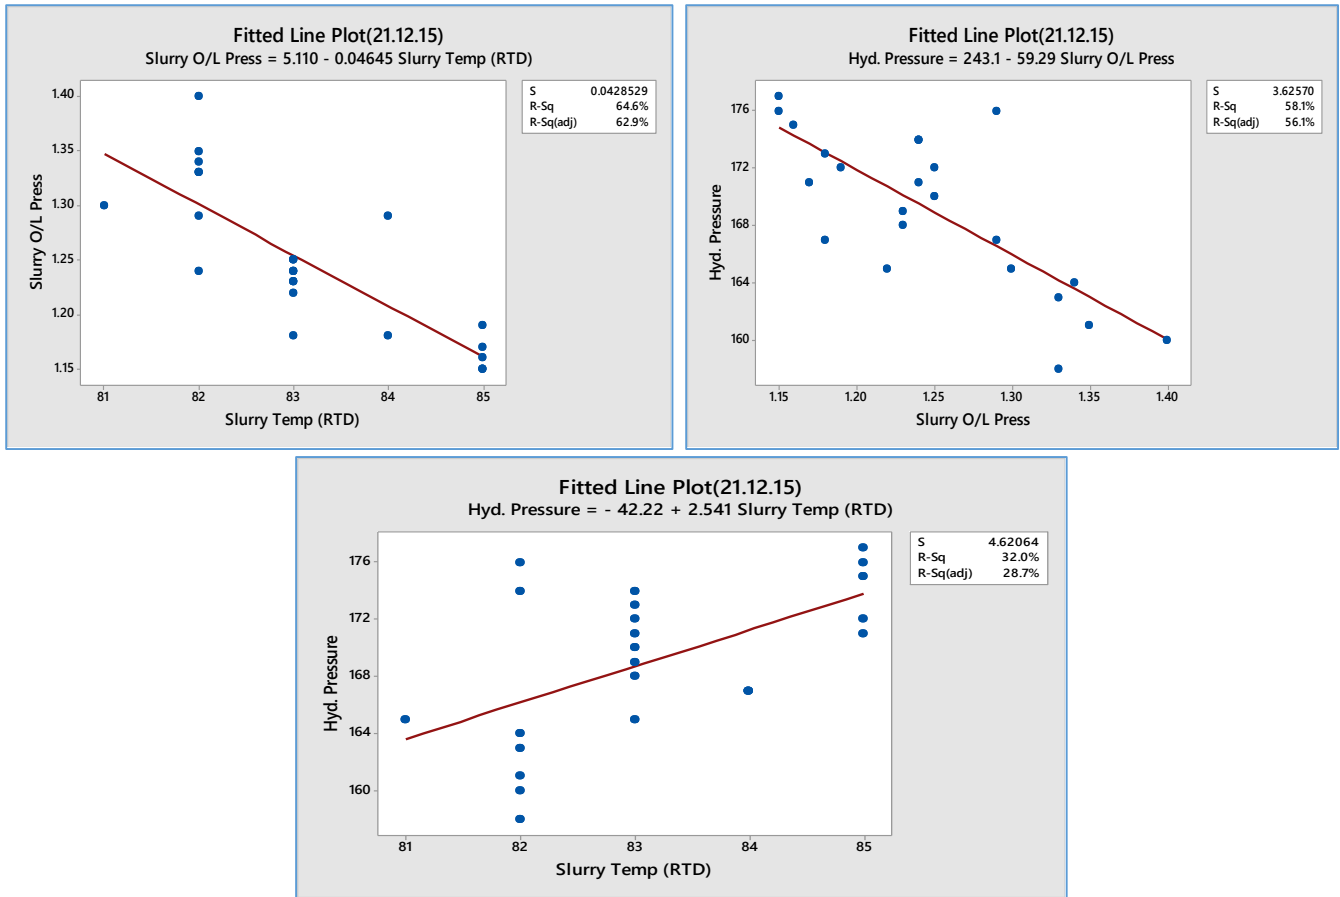 Fitted Line Plot(21.12.15)
Slurry O/L Press = 5.110 - 0.04645 Slurry Temp (RTD)
S 0.0428529
R-Sq 64.6%
R-Sq(adj) 62.9%
Slurry O/L Press
1.40
1.35
1.30
1.25
1.20
1.15
81 82 83 84 85
Slurry Temp (RTD)
Fitted Line Plot(21.12.15)
Hyd. Pressure = 243.1 - 59.29 Slurry O/L Press
S 3.62570
R-Sq 58.1%
R-Sq(adj) 56.1%
Hyd. Pressure
176
172
168
164
160
1.15 1.20 1.25 1.30 1.35 1.40
Slurry O/L Press
Fitted Line Plot(21.12.15)
Hyd. Pressure = - 42.22 + 2.541 Slurry Temp (RTD)
S 4.62064
R-Sq 32.0%
R-Sq(adj) 28.7%
Hyd. Pressure
176
172
168
164
160
81 82 83 84 85
Slurry Temp (RTD)